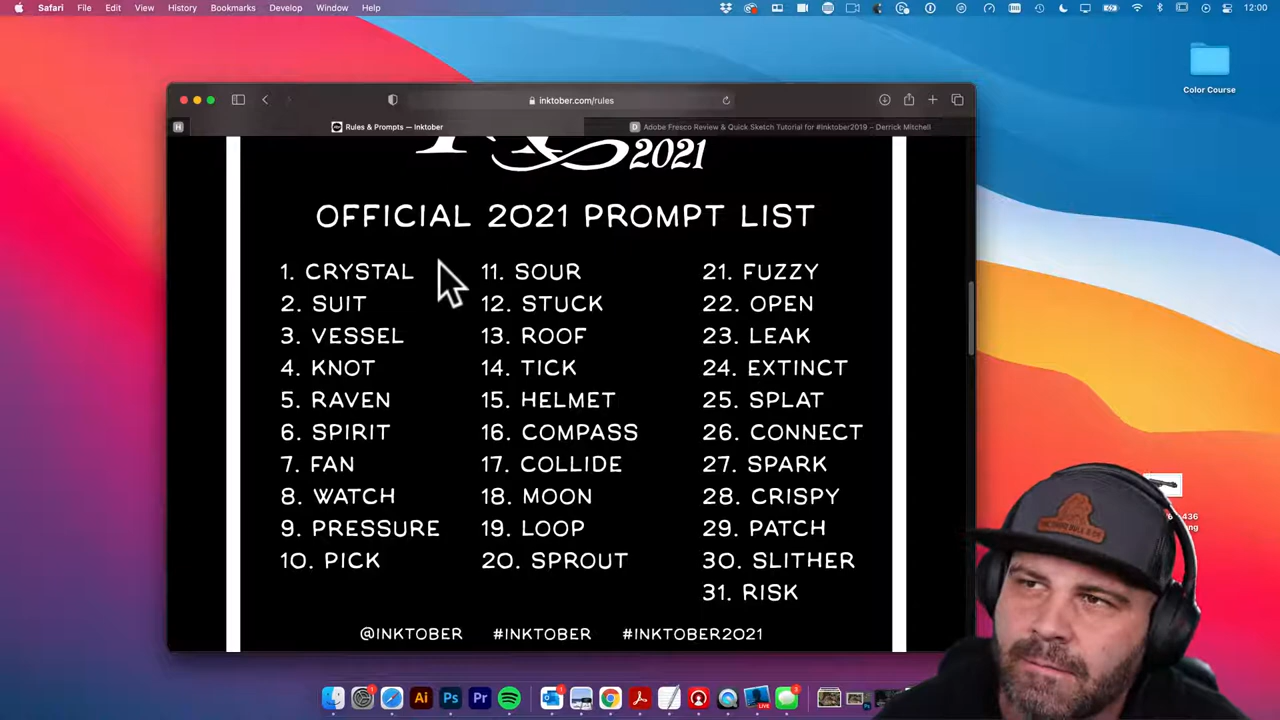 Safari File Edit View History Bookmarks Develop Window Help 12:00
Color Course
inktober.com/rules
H Rules & Prompts — Inktober D Adobe Fresco Review & Quick Sketch Tutorial for #Inktober2019 – Derrick Mitchell
2021
OFFICIAL 2021 PROMPT LIST
1. CRYSTAL
2. SUIT
3. VESSEL
4. KNOT
5. RAVEN
6. SPIRIT
7. FAN
8. WATCH
9. PRESSURE
10. PICK
11. SOUR
12. STUCK
13. ROOF
14. TICK
15. HELMET
16. COMPASS
17. COLLIDE
18. MOON
19. LOOP
20. SPROUT
21. FUZZY
22. OPEN
23. LEAK
24. EXTINCT
25. SPLAT
26. CONNECT
27. SPARK
28. CRISPY
29. PATCH
30. SLITHER
31. RISK
@INKTOBER #INKTOBER #INKTOBER2021
Ai Ps Pr
LIVE